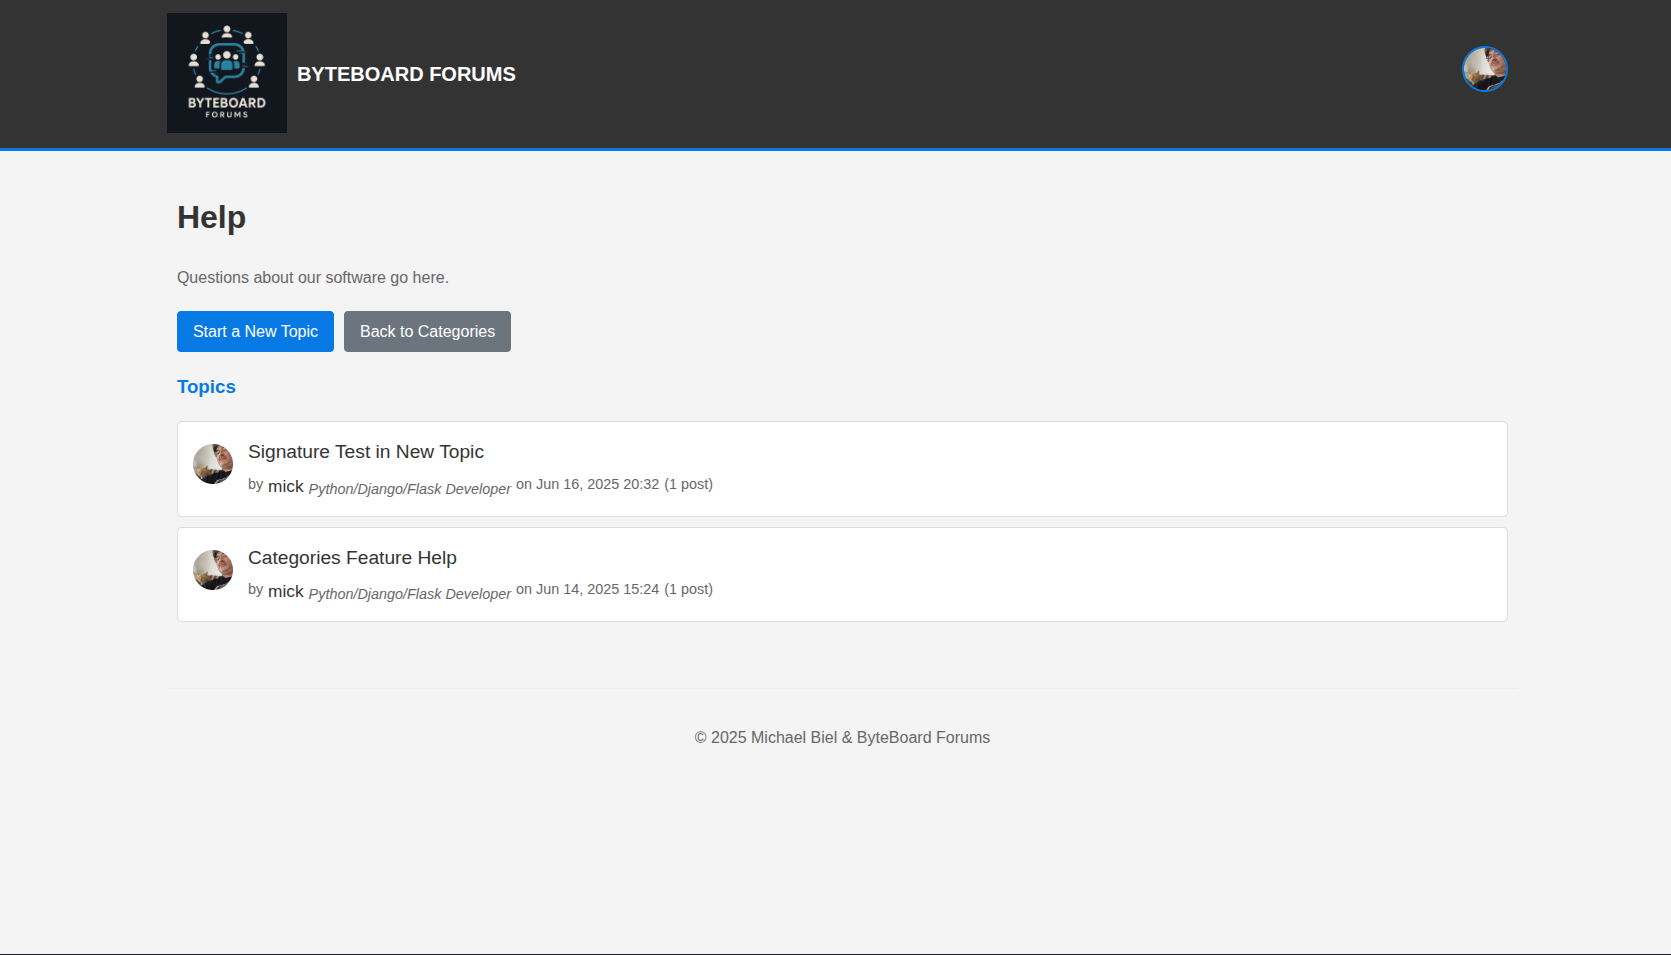 BYTEBOARD
FORUMS
BYTEBOARD FORUMS
Help
Questions about our software go here.
Start a New Topic
Back to Categories
Topics
Signature Test in New Topic
by mick Python/Django/Flask Developer on Jun 16, 2025 20:32 (1 post)
Categories Feature Help
by mick Python/Django/Flask Developer on Jun 14, 2025 15:24 (1 post)
© 2025 Michael Biel & ByteBoard Forums